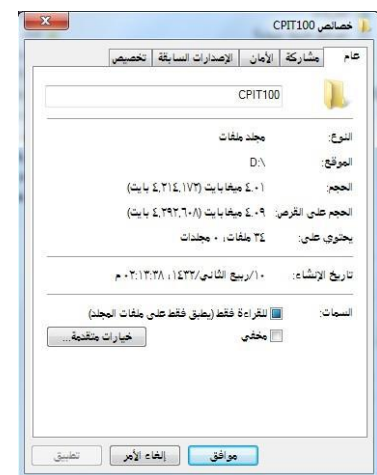 خصائص CPIT100
عام مشاركة الأمان الإصدارات السابقة تخصيص
CPIT100
النوع: مجلد ملفات
الموقع: D:\
الحجم: ٤.٠١ ميغابايت (٤,٢١٤,١٧٢ بايت)
الحجم على القرص: ٤.٠٩ ميغابايت (٤,٢٩٢,٦٠٨ بايت)
يحتوي على: ٣٤ ملفات، ٠ مجلدات
تاريخ الإنشاء: ١٠/ربيع الثاني/١٤٣٢، ٠٢:١٣:٣٨ م
السمات: للقراءة فقط (يطبق فقط على ملفات المجلد)
مخفي خيارات متقدمة...
موافق إلغاء الأمر تطبيق